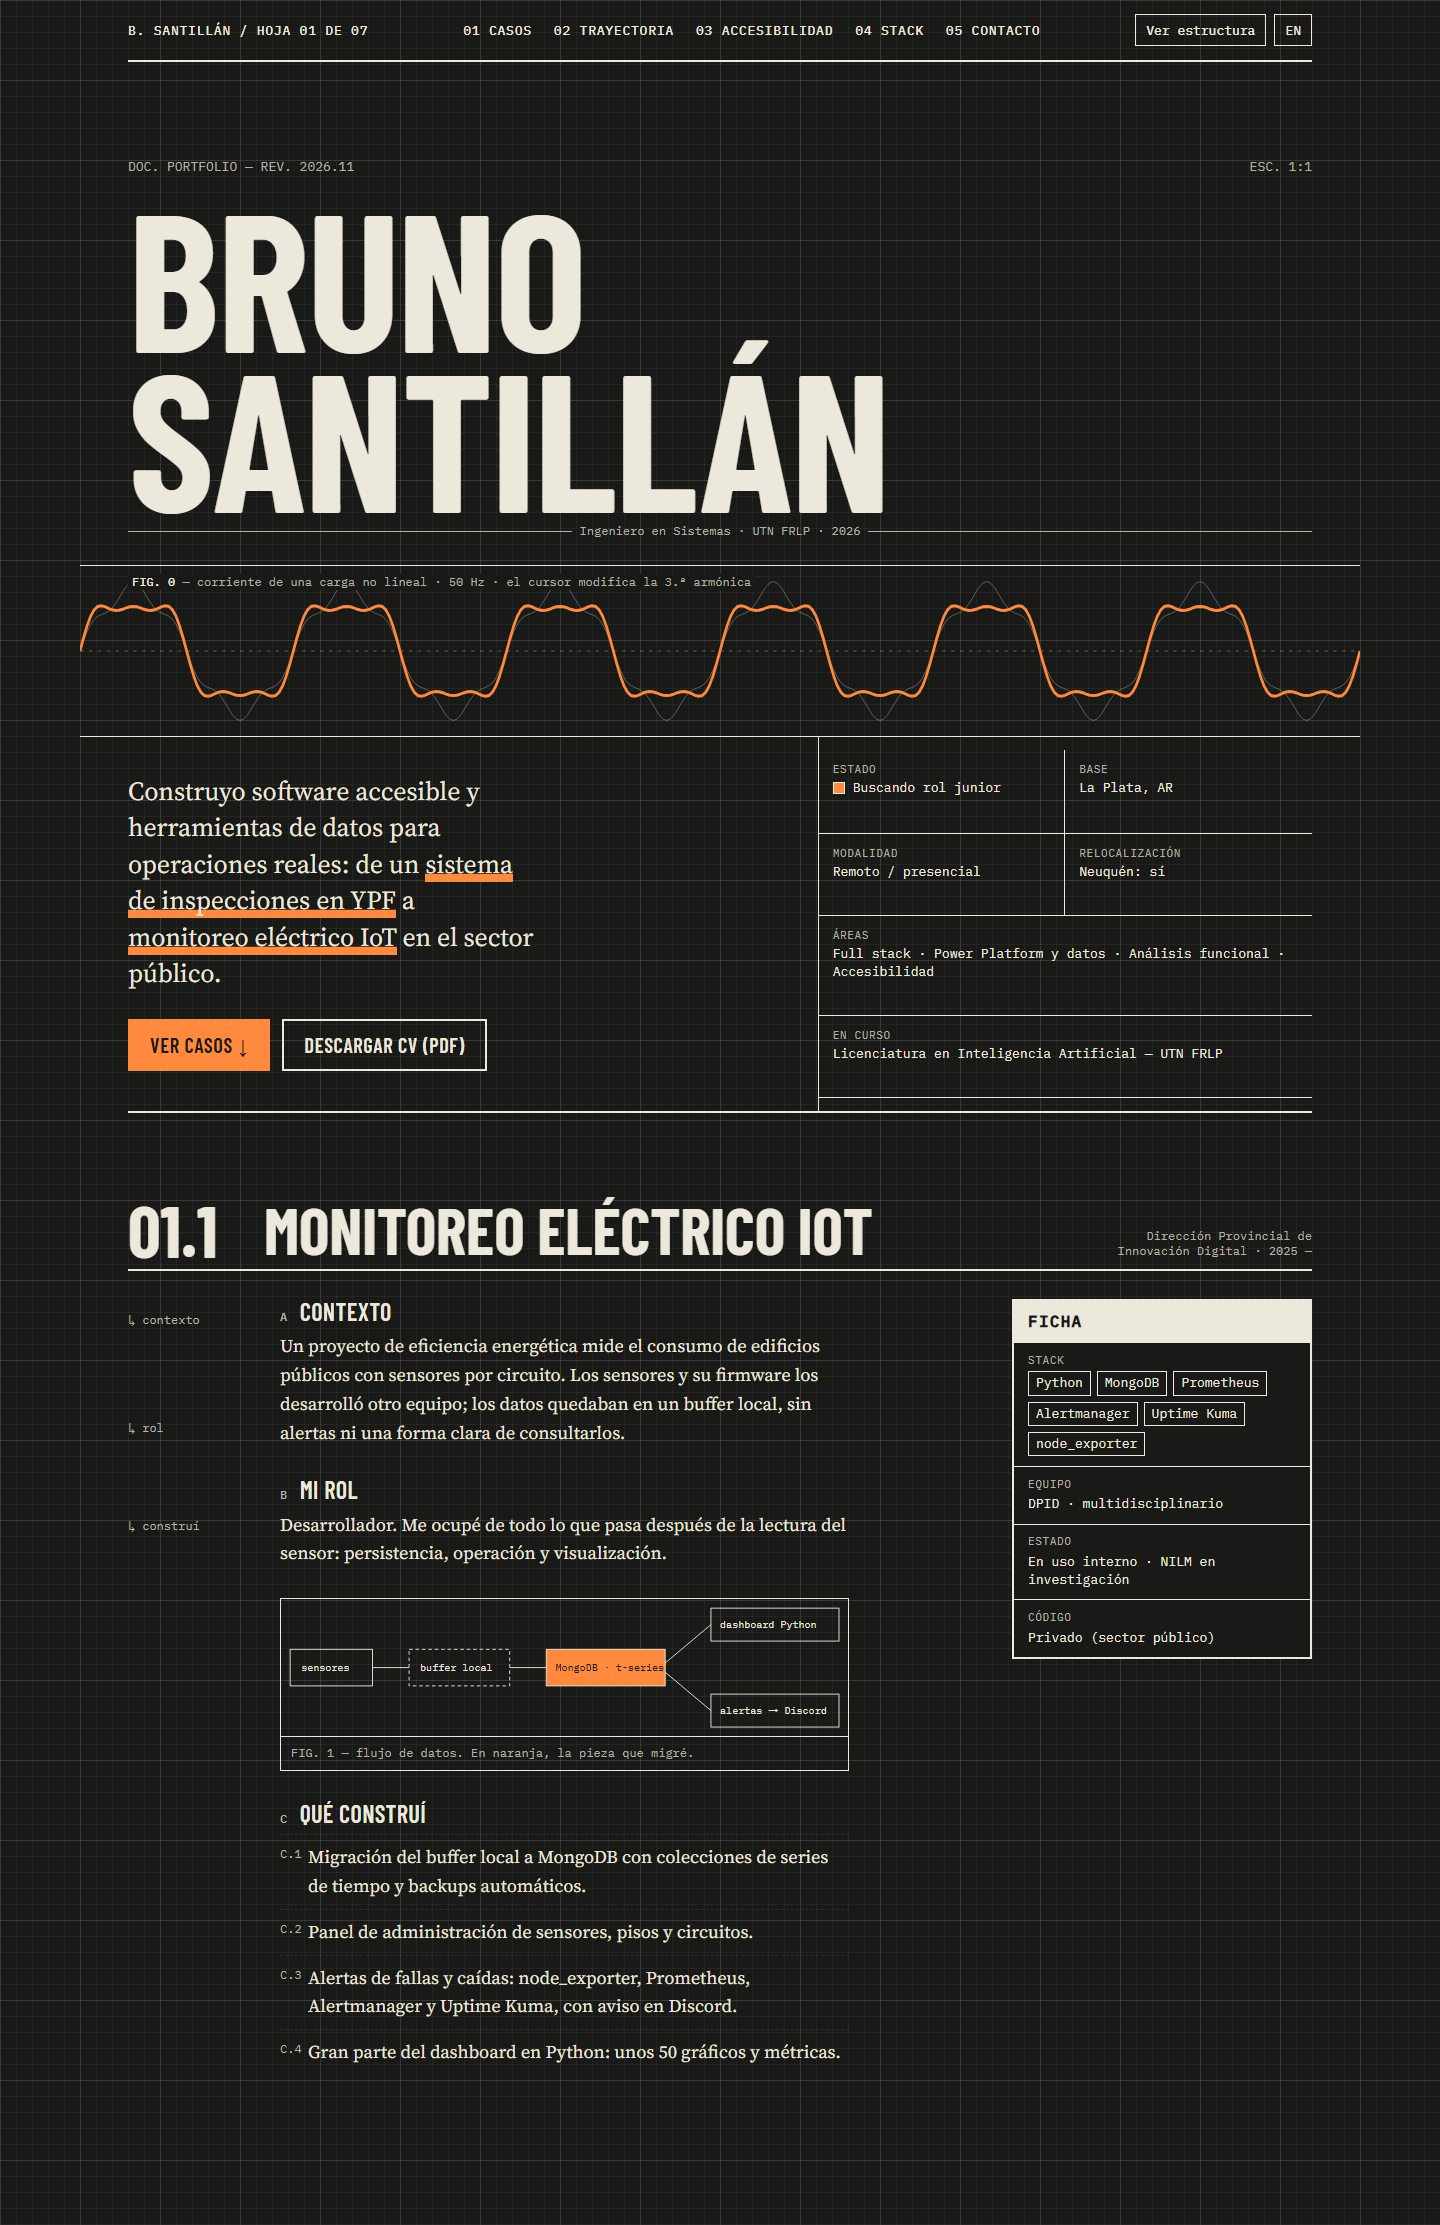 B. SANTILLÁN / HOJA 01 DE 07
01 CASOS 02 TRAYECTORIA 03 ACCESIBILIDAD 04 STACK 05 CONTACTO
Ver estructura
EN
DOC. PORTFOLIO — REV. 2026.11
ESC. 1:1
BRUNO
SANTILLÁN
Ingeniero en Sistemas · UTN FRLP · 2026
FIG. 0 — corriente de una carga no lineal · 50 Hz · el cursor modifica la 3.ª armónica
Construyo software accesible y
herramientas de datos para
operaciones reales: de un sistema
de inspecciones en YPF a
monitoreo eléctrico IoT en el sector
público.
VER CASOS ↓
DESCARGAR CV (PDF)
ESTADO
Buscando rol junior
BASE
La Plata, AR
MODALIDAD
Remoto / presencial
RELOCALIZACIÓN
Neuquén: sí
ÁREAS
Full stack · Power Platform y datos · Análisis funcional ·
Accesibilidad
EN CURSO
Licenciatura en Inteligencia Artificial — UTN FRLP
01.1 MONITOREO ELÉCTRICO IOT
Dirección Provincial de
Innovación Digital · 2025 —
↳ contexto
↳ rol
↳ construí
A CONTEXTO
Un proyecto de eficiencia energética mide el consumo de edificios
públicos con sensores por circuito. Los sensores y su firmware los
desarrolló otro equipo; los datos quedaban en un buffer local, sin
alertas ni una forma clara de consultarlos.
B MI ROL
Desarrollador. Me ocupé de todo lo que pasa después de la lectura del
sensor: persistencia, operación y visualización.
sensores
buffer local
MongoDB · t-series
dashboard Python
alertas → Discord
FIG. 1 — flujo de datos. En naranja, la pieza que migré.
C QUÉ CONSTRUÍ
C.1 Migración del buffer local a MongoDB con colecciones de series
de tiempo y backups automáticos.
C.2 Panel de administración de sensores, pisos y circuitos.
C.3 Alertas de fallas y caídas: node_exporter, Prometheus,
Alertmanager y Uptime Kuma, con aviso en Discord.
C.4 Gran parte del dashboard en Python: unos 50 gráficos y métricas.
FICHA
STACK
Python MongoDB Prometheus
Alertmanager Uptime Kuma
node_exporter
EQUIPO
DPID · multidisciplinario
ESTADO
En uso interno · NILM en
investigación
CÓDIGO
Privado (sector público)